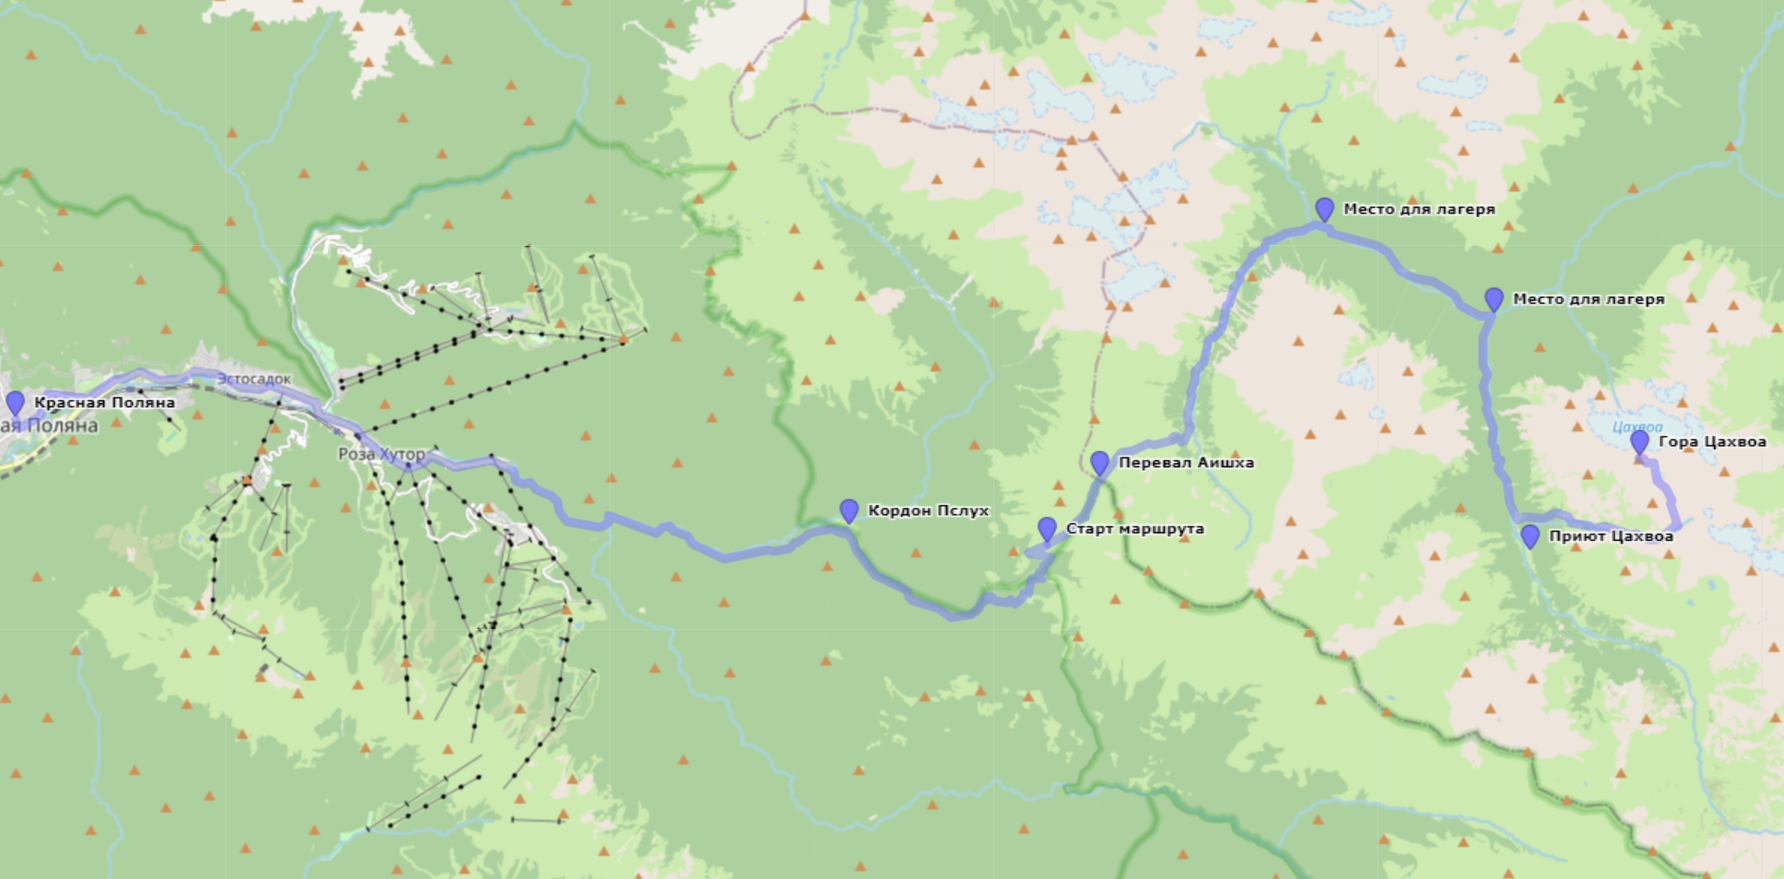 Место для лагеря
Место для лагеря
Эстосадок
Красная Поляна
ая Поляна
Цахвоа
Гора Цахвоа
Роза Хутор
Перевал Аишха
Кордон Пслух
Старт маршрута
Приют Цахвоа